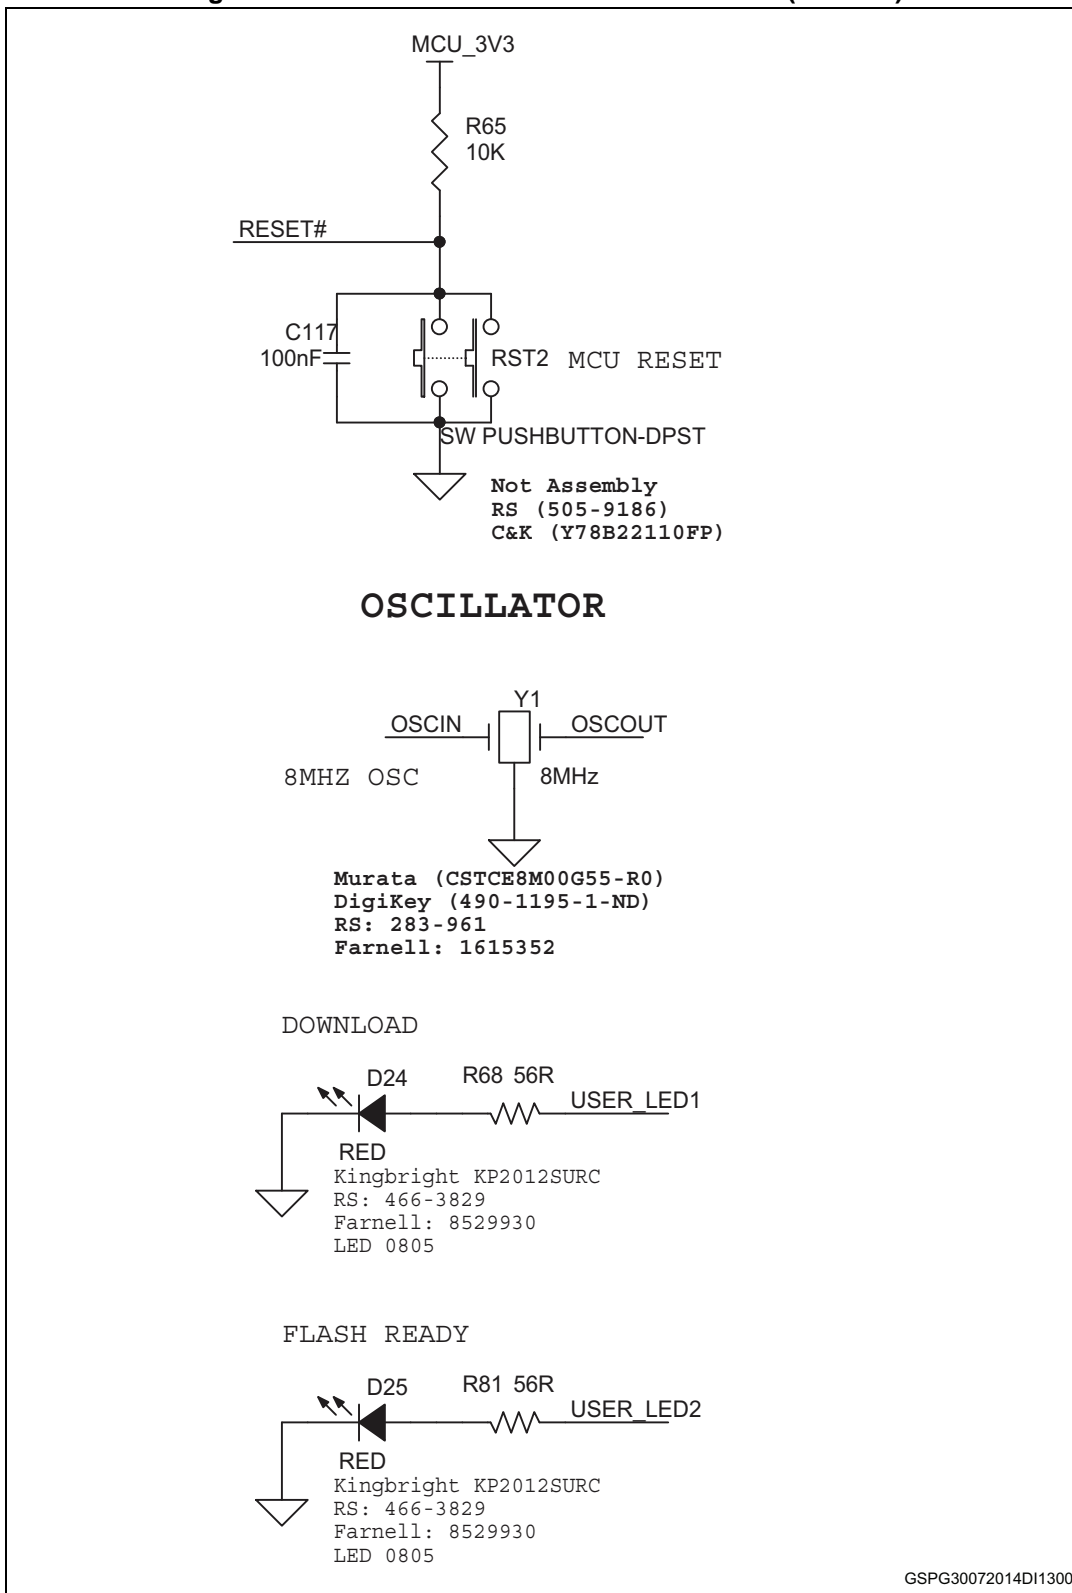 MCU_3V3
R65
10K
RESET#
C117
100nF
RST2 MCU RESET
SW PUSHBUTTON-DPST
Not Assembly
RS (505-9186)
C&K (Y78B22110FP)
OSCILLATOR
Y1
OSCIN OSCOUT
8MHZ OSC 8MHz
Murata (CSTCE8M00G55-R0)
DigiKey (490-1195-1-ND)
RS: 283-961
Farnell: 1615352
DOWNLOAD
D24 R68 56R
USER_LED1
RED
Kingbright KP2012SURC
RS: 466-3829
Farnell: 8529930
LED 0805
FLASH READY
D25 R81 56R
USER_LED2
RED
Kingbright KP2012SURC
RS: 466-3829
Farnell: 8529930
LED 0805
GSPG30072014DI1300